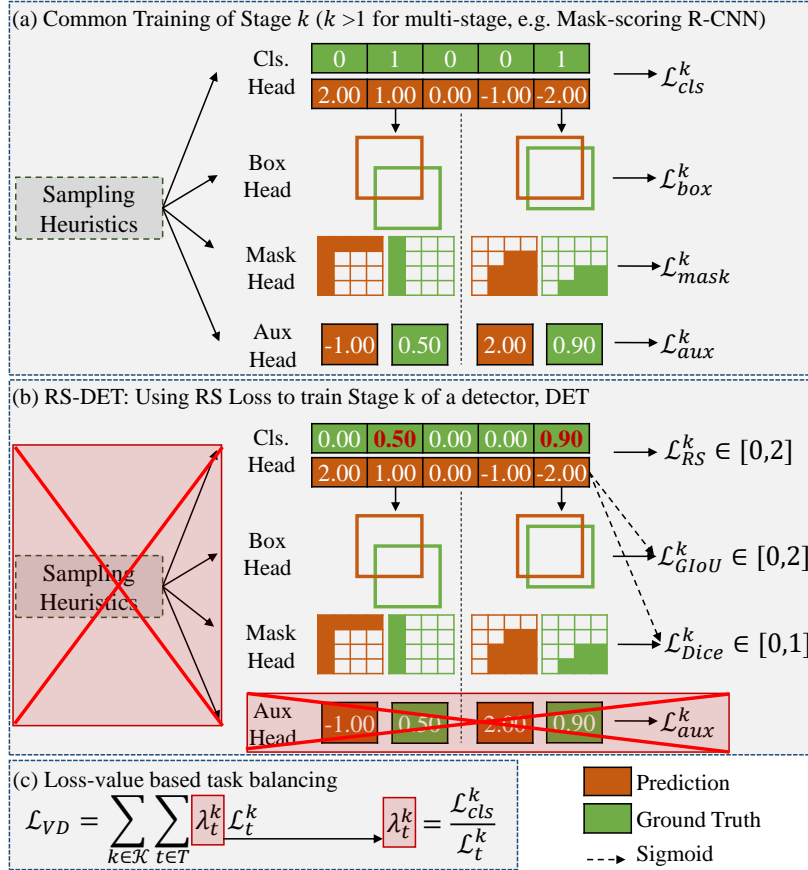 (a) Common Training of Stage k (k >1 for multi-stage, e.g. Mask-scoring R-CNN)
Sampling
Heuristics
Cls.
Head
0 1 0 0 1
2.00 1.00 0.00 -1.00 -2.00
ℒ^k_cls
Box
Head
ℒ^k_box
Mask
Head
ℒ^k_mask
Aux
Head
-1.00 0.50 2.00 0.90
ℒ^k_aux
(b) RS-DET: Using RS Loss to train Stage k of a detector, DET
Sampling
Heuristics
Cls.
Head
0.00 0.50 0.00 0.00 0.90
2.00 1.00 0.00 -1.00 -2.00
ℒ^k_RS ∈ [0,2]
Box
Head
ℒ^k_GIoU ∈ [0,2]
Mask
Head
ℒ^k_Dice ∈ [0,1]
Aux
Head
-1.00 0.50 2.00 0.90
ℒ^k_aux
(c) Loss-value based task balancing
ℒ_VD = ∑_{k∈𝒦} ∑_{t∈T} λ^k_t ℒ^k_t
λ^k_t = ℒ^k_cls / ℒ^k_t
Prediction
Ground Truth
Sigmoid